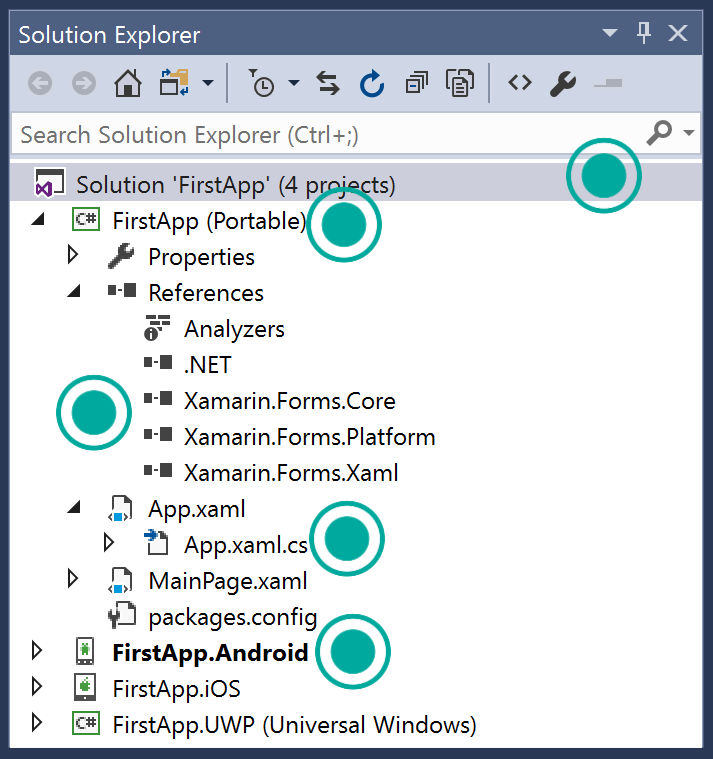 Solution Explorer
Search Solution Explorer (Ctrl+;)
Solution 'FirstApp' (4 projects)
C# FirstApp (Portable)
Properties
References
Analyzers
.NET
Xamarin.Forms.Core
Xamarin.Forms.Platform
Xamarin.Forms.Xaml
App.xaml
App.xaml.cs
MainPage.xaml
packages.config
FirstApp.Android
FirstApp.iOS
C# FirstApp.UWP (Universal Windows)